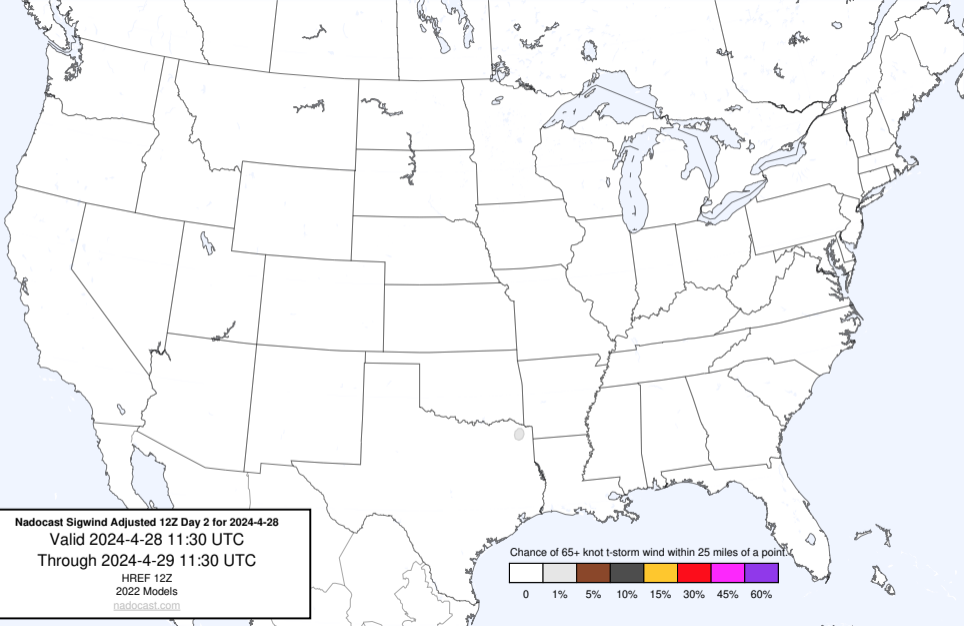 Nadocast Sigwind Adjusted 12Z Day 2 for 2024-4-28
Valid 2024-4-28 11:30 UTC
Through 2024-4-29 11:30 UTC
HREF 12Z
2022 Models
nadocast.com
Chance of 65+ knot t-storm wind within 25 miles of a point.
0 1% 5% 10% 15% 30% 45% 60%